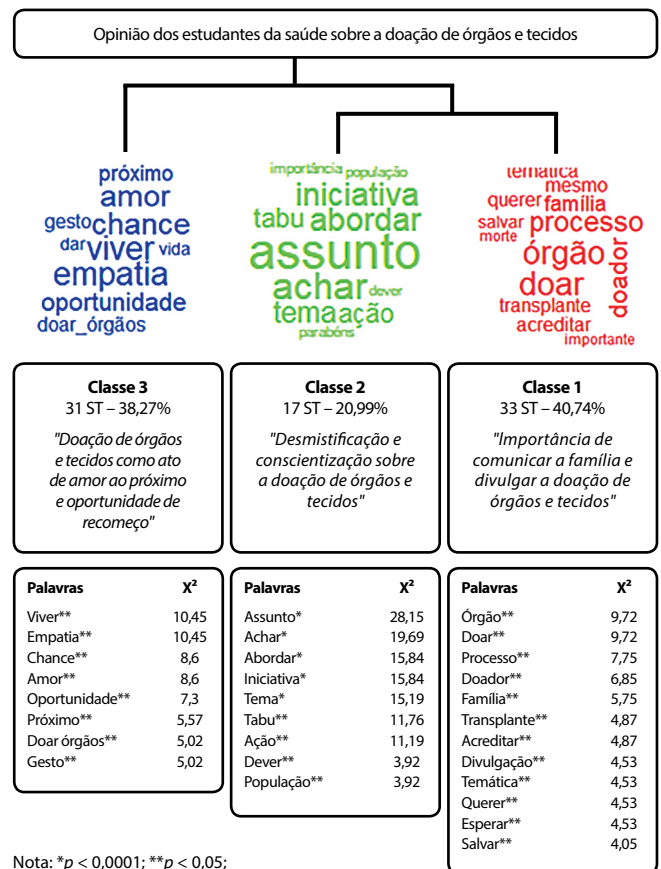 Opinião dos estudantes da saúde sobre a doação de órgãos e tecidos
próximo
amor
gesto chance
dar viver vida
empatia
oportunidade
doar_órgãos
importância população
iniciativa
tabu abordar
assunto
achar dever
tema ação
parabéns
temática
mesmo
querer família
salvar processo
morte
órgão
doar
doador
transplante
acreditar
importante
Classe 3
31 ST – 38,27%
"Doação de órgãos
e tecidos como ato
de amor ao próximo
e oportunidade de
recomeço"
Classe 2
17 ST – 20,99%
"Desmistificação e
conscientização sobre
a doação de órgãos e
tecidos"
Classe 1
33 ST – 40,74%
"Importância de
comunicar a família e
divulgar a doação de
órgãos e tecidos"
Palavras X²
Viver** 10,45
Empatia** 10,45
Chance** 8,6
Amor** 8,6
Oportunidade** 7,3
Próximo** 5,57
Doar órgãos** 5,02
Gesto** 5,02
Palavras X²
Assunto* 28,15
Achar* 19,69
Abordar* 15,84
Iniciativa* 15,84
Tema* 15,19
Tabu** 11,76
Ação** 11,19
Dever** 3,92
População** 3,92
Palavras X²
Órgão** 9,72
Doar** 9,72
Processo** 7,75
Doador** 6,85
Família** 5,75
Transplante** 4,87
Acreditar** 4,87
Divulgação** 4,53
Temática** 4,53
Querer** 4,53
Esperar** 4,53
Salvar** 4,05
Nota: *p < 0,0001; **p < 0,05;